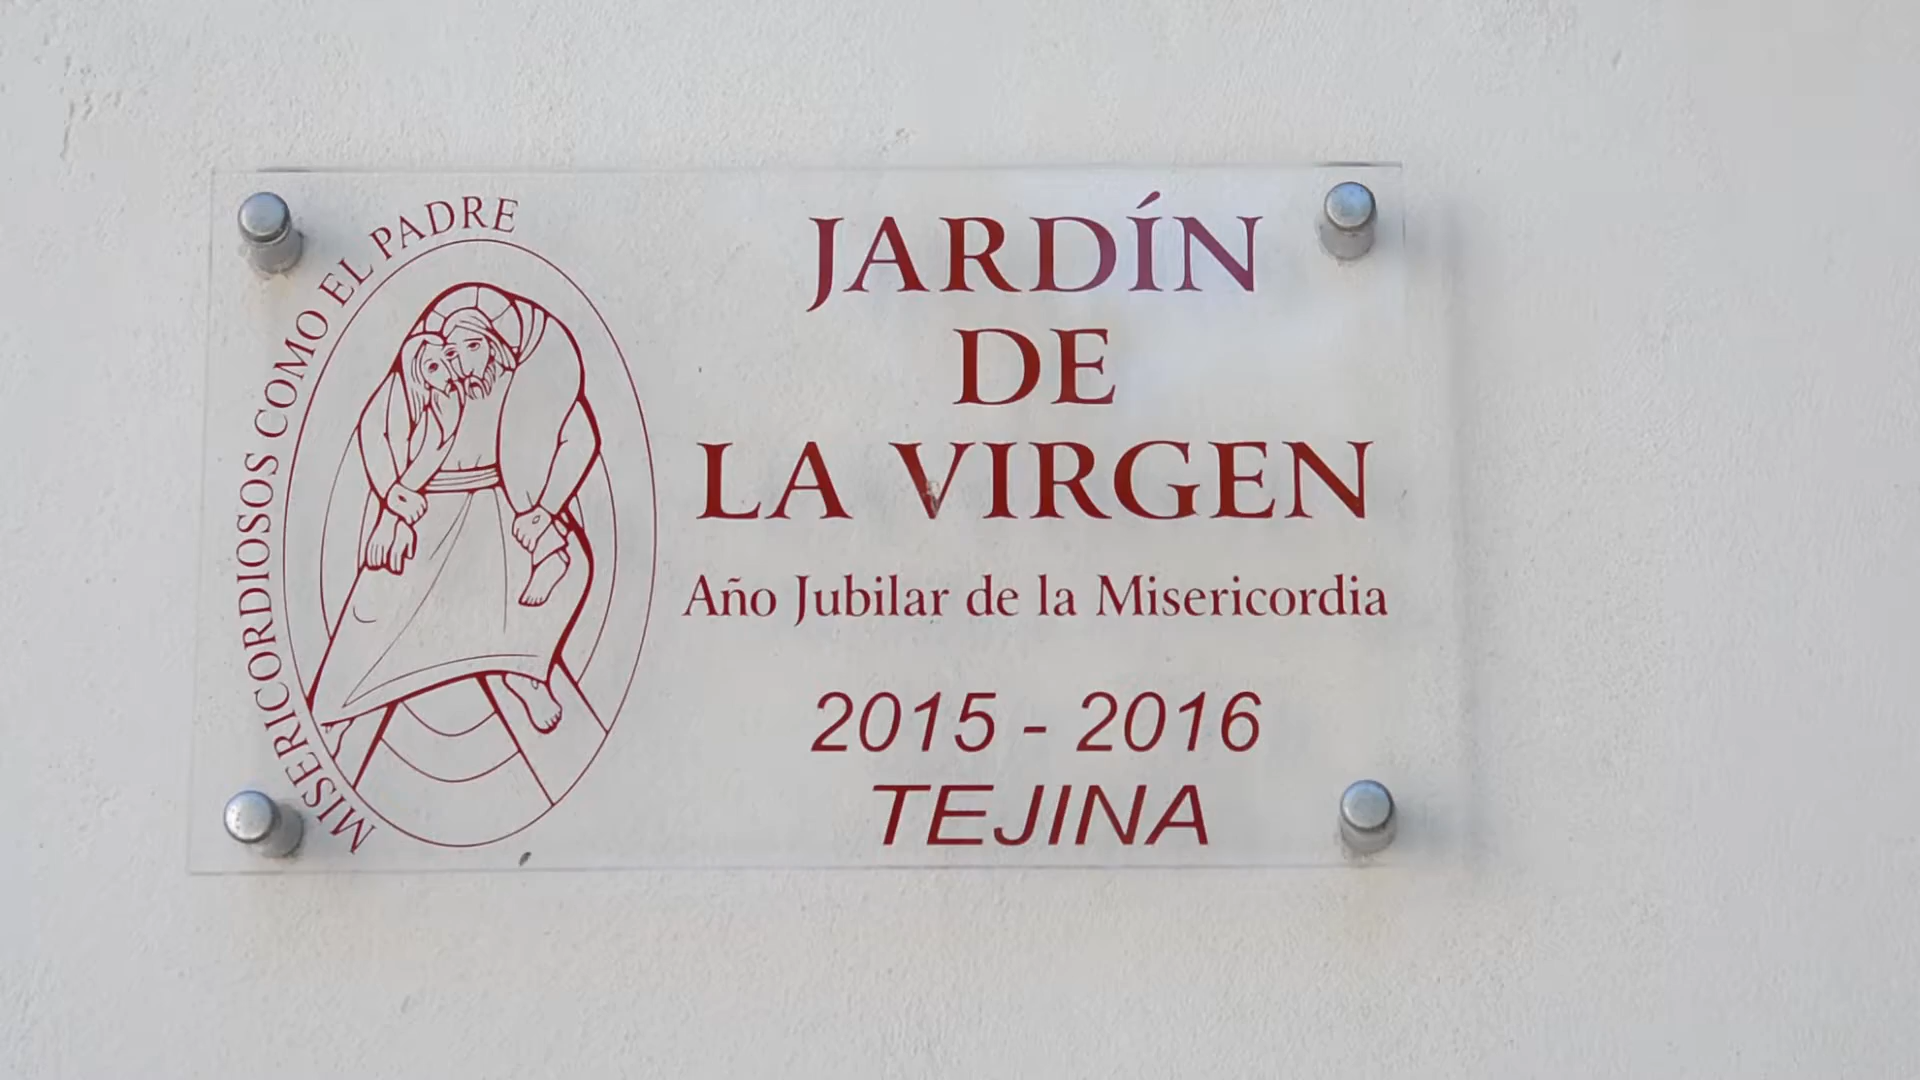 MISERICORDIOSOS COMO EL PADRE
JARDÍN
DE
LA VIRGEN
Año Jubilar de la Misericordia
2015 - 2016
TEJINA